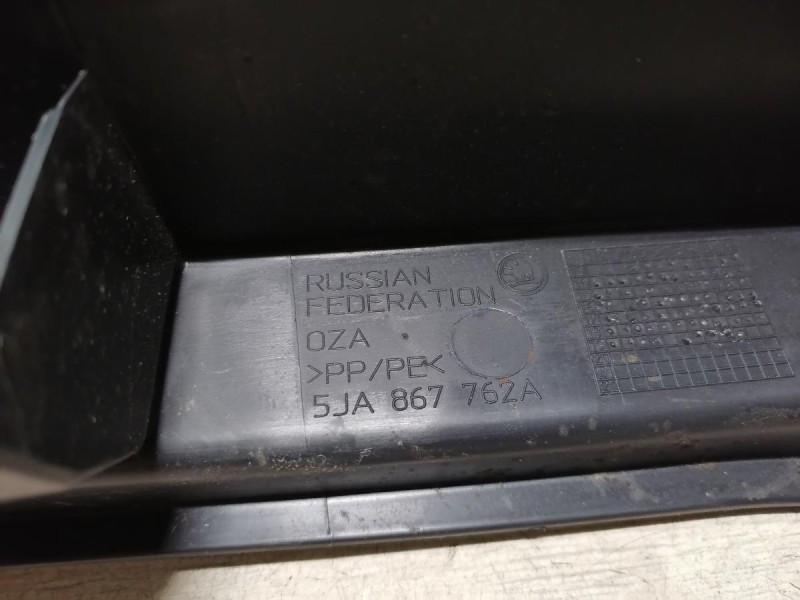 RUSSIAN
FEDERATION
OZA
>PP/PE<
5JA 867 762A